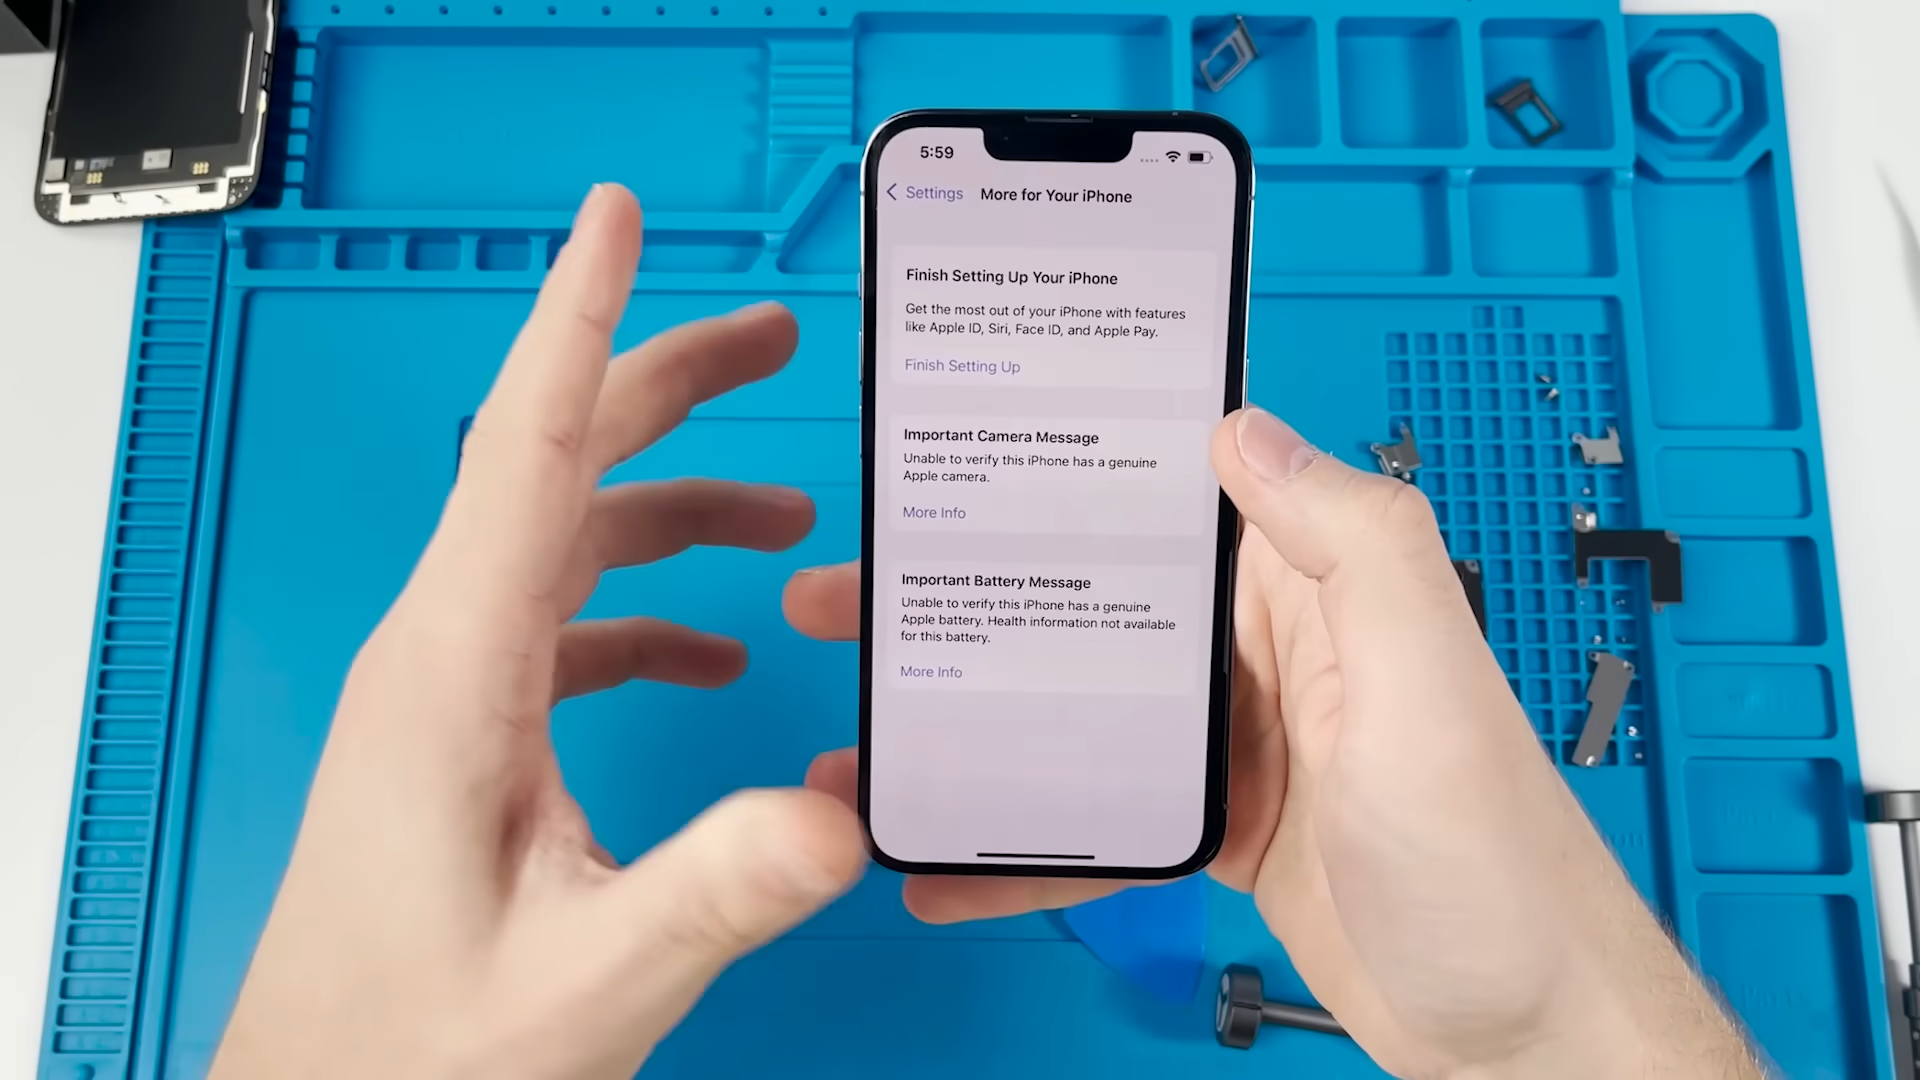 5:59
Settings
More for Your iPhone
Finish Setting Up Your iPhone
Get the most out of your iPhone with features
like Apple ID, Siri, Face ID, and Apple Pay.
Finish Setting Up
Important Camera Message
Unable to verify this iPhone has a genuine
Apple camera.
More Info
Important Battery Message
Unable to verify this iPhone has a genuine
Apple battery. Health information not available
for this battery.
More Info